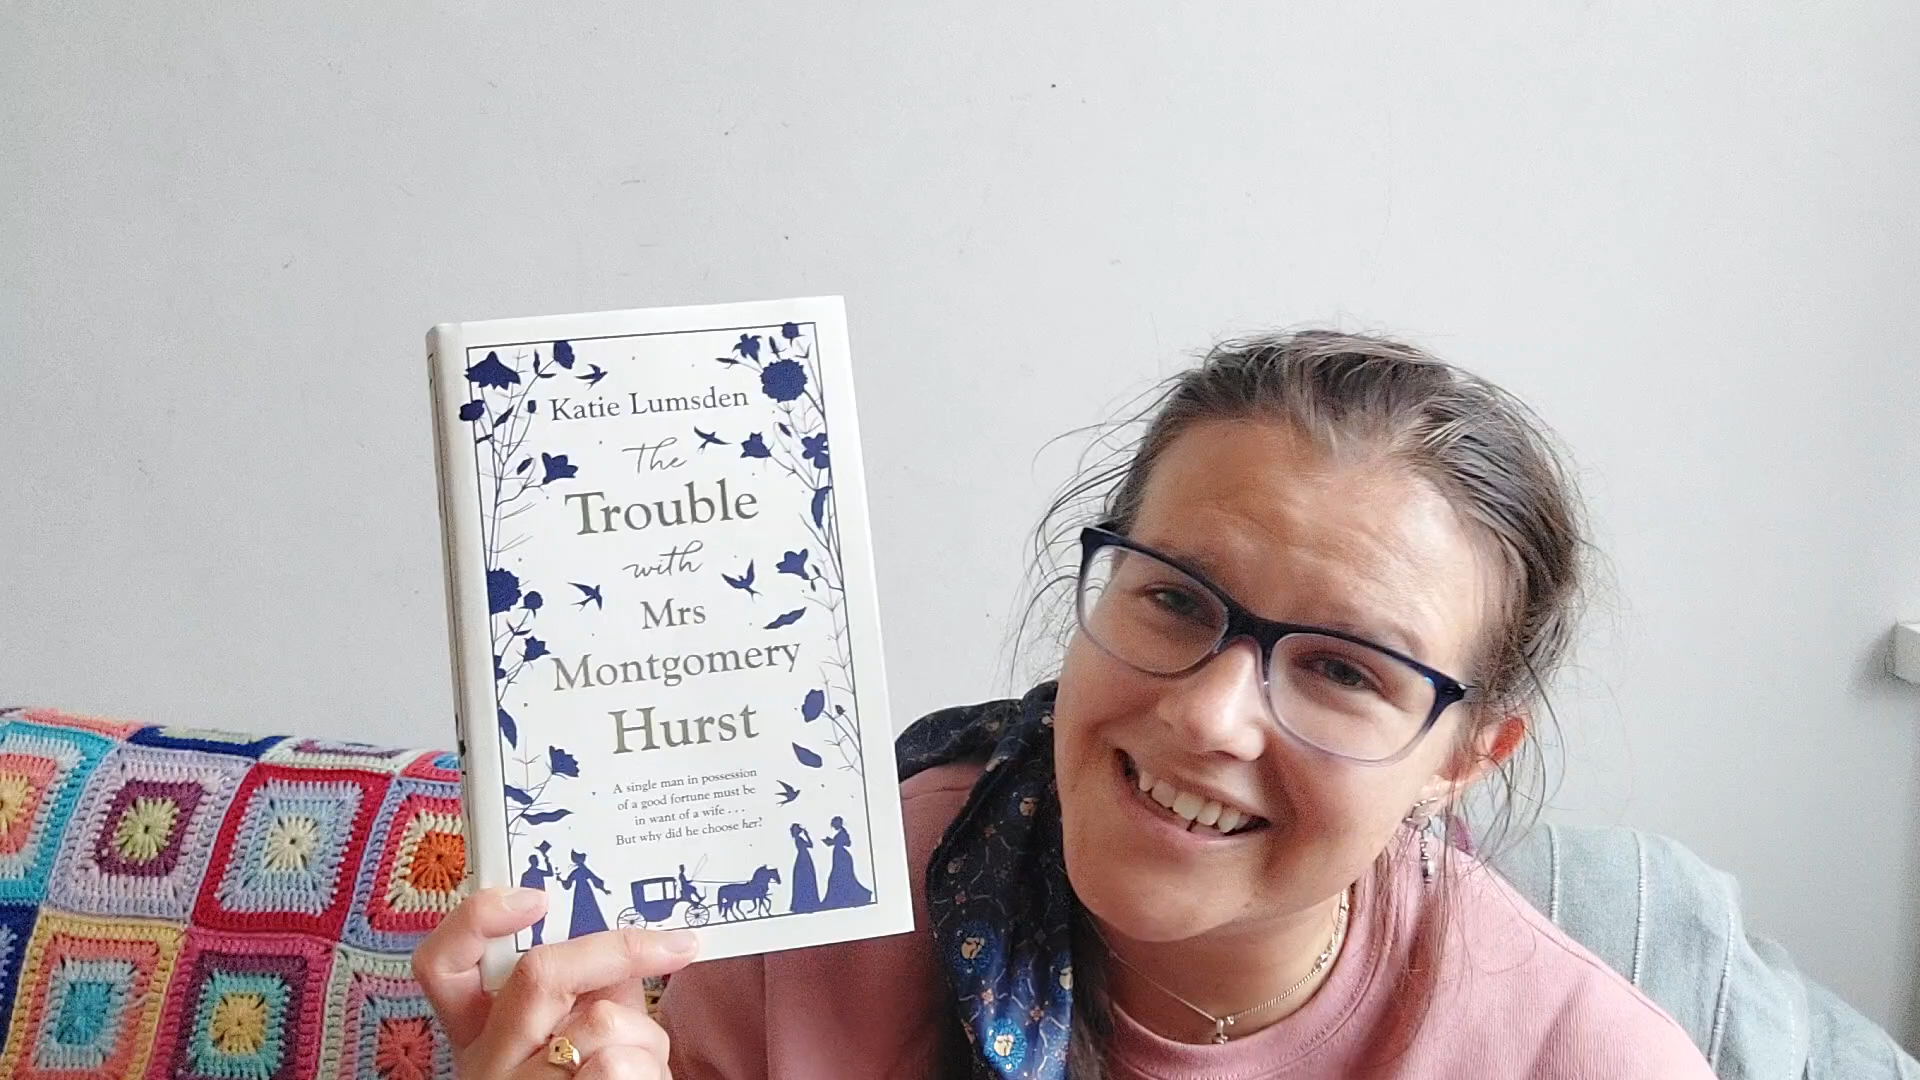 Katie Lumsden
The
Trouble
with
Mrs
Montgomery
Hurst
A single man in possession
of a good fortune must be
in want of a wife . . .
But why did he choose her?